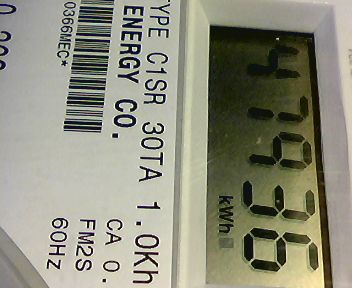 47936
kWh
TYPE C1SR 30TA 1.0Kh
ENERGY CO.
CA 0.
FM2S
0366MEC*
60HZ